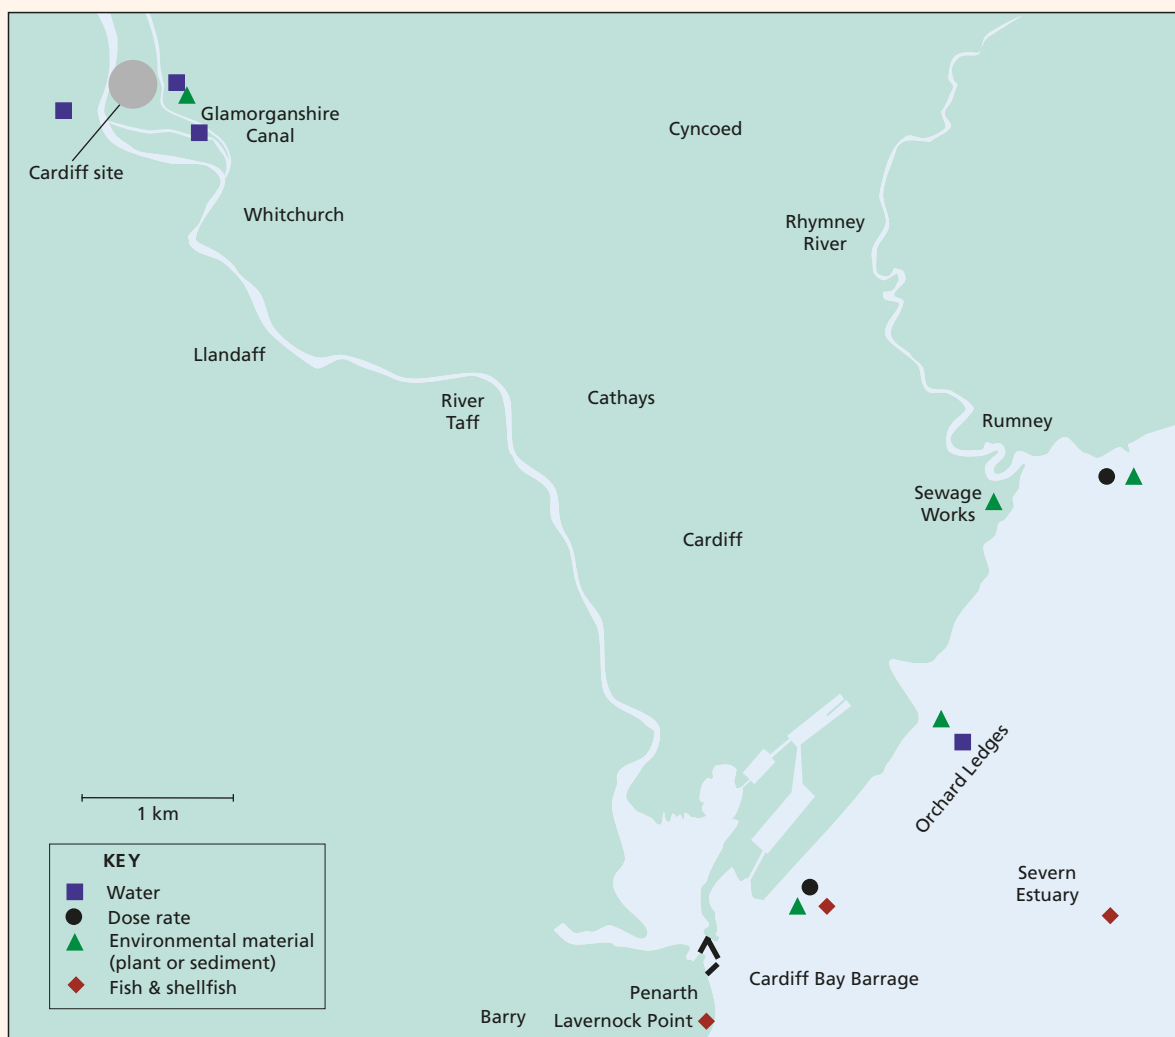 Glamorganshire
Canal
Cyncoed
Cardiff site
Whitchurch
Rhymney
River
Llandaff
River
Taff
Cathays
Rumney
Sewage
Works
Cardiff
Orchard Ledges
1 km
KEY
Water
Dose rate
Environmental material
(plant or sediment)
Fish & shellfish
Severn
Estuary
Cardiff Bay Barrage
Penarth
Barry
Lavernock Point